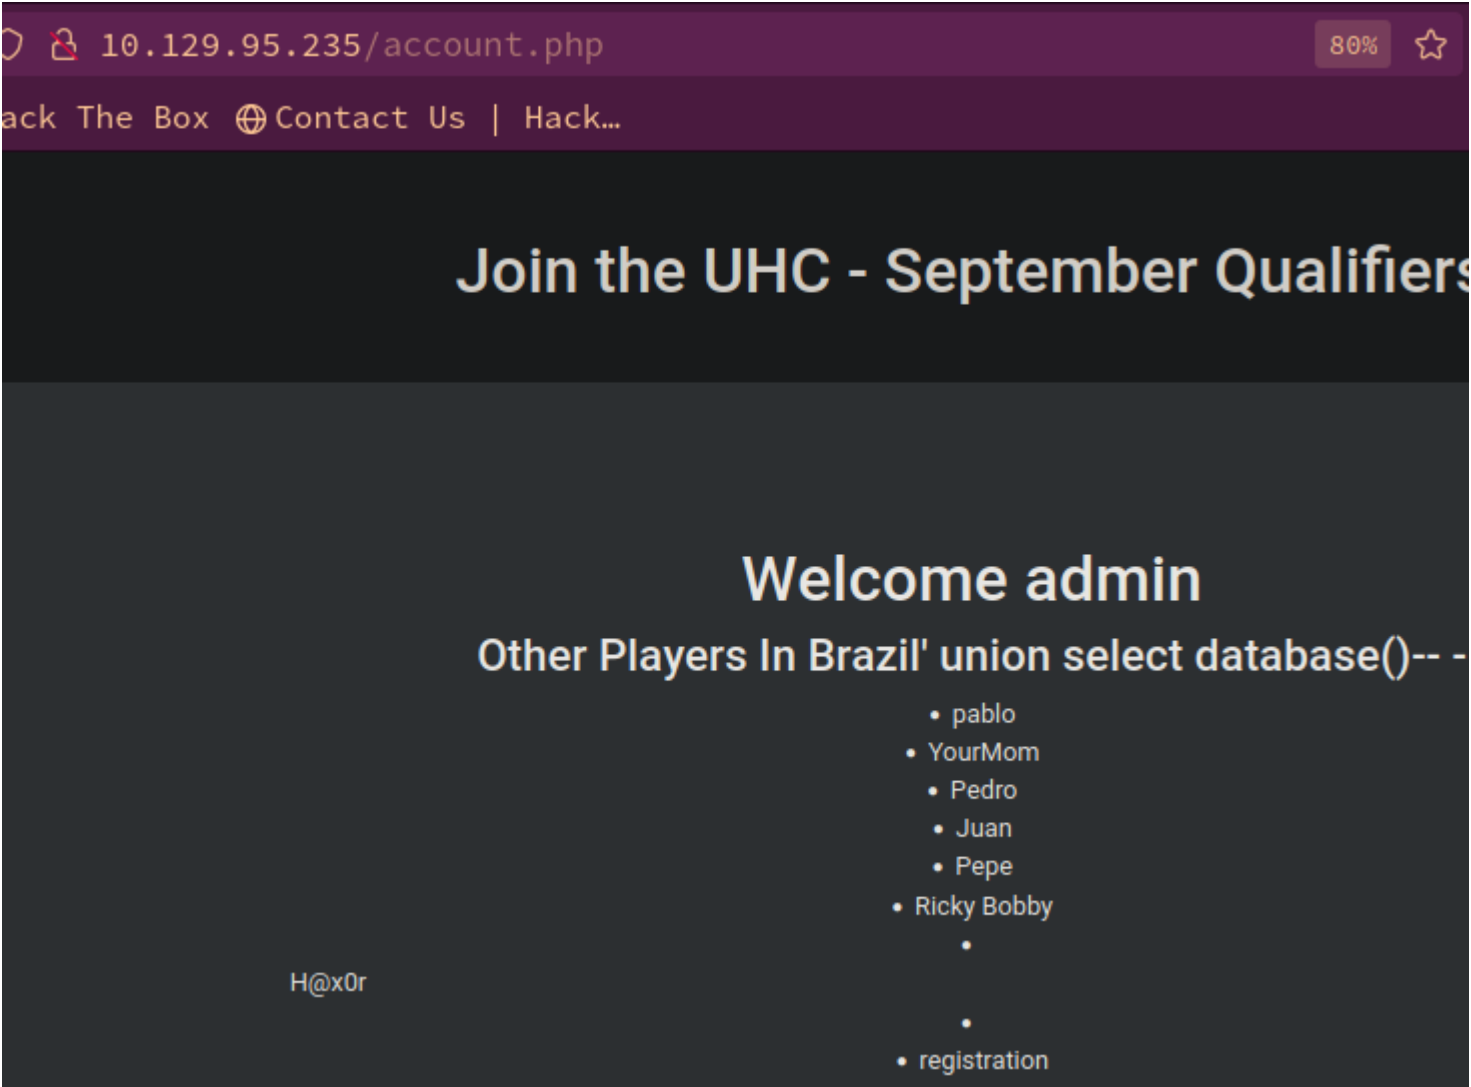 10.129.95.235/account.php 80%
ack The Box Contact Us | Hack…
Join the UHC - September Qualifiers
Welcome admin
Other Players In Brazil' union select database()-- -
• pablo
• YourMom
• Pedro
• Juan
• Pepe
• Ricky Bobby
•
H@x0r
•
• registration